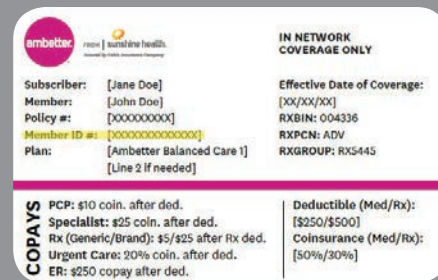 ambetter.
FROM
sunshine health.
IN NETWORK
COVERAGE ONLY
Subscriber: [Jane Doe]
Member: [John Doe]
Policy #: [XXXXXXXXX]
Member ID #: [XXXXXXXXXXXXX]
Plan: [Ambetter Balanced Care 1]
[Line 2 if needed]
Effective Date of Coverage:
[XX/XX/XX]
RXBIN: 004336
RXPCN: ADV
RXGROUP: RX5445
COPAYS
PCP: $10 coin. after ded.
Specialist: $25 coin. after ded.
Rx (Generic/Brand): $5/$25 after Rx ded.
Urgent Care: 20% coin. after ded.
ER: $250 copay after ded.
Deductible (Med/Rx):
[$250/$500]
Coinsurance (Med/Rx):
[50%/30%]